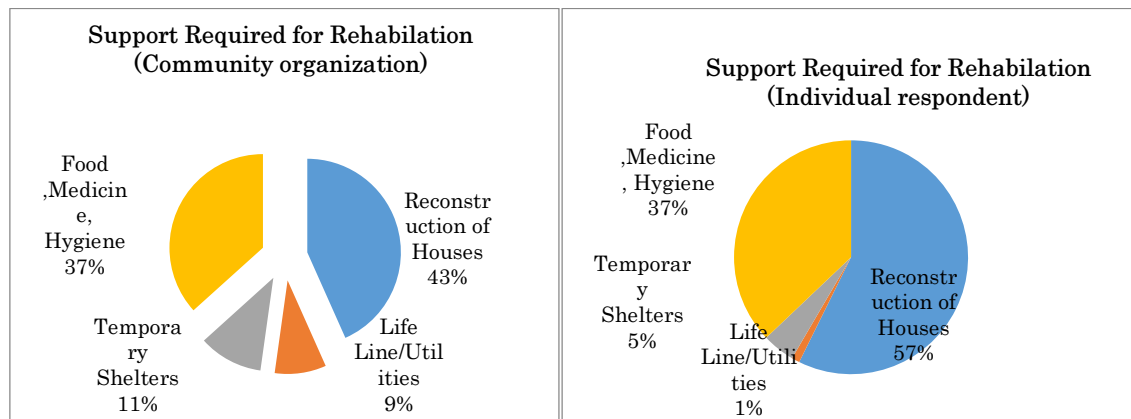 Support Required for Rehabilation
(Community organization)
Food
,Medicin
e,
Hygiene
37%
Reconstr
uction of
Houses
43%
Tempora
ry
Shelters
11%
Life
Line/Util
ities
9%
Support Required for Rehabilation
(Individual respondent)
Food
,Medicine
, Hygiene
37%
Temporar
y
Shelters
5%
Reconstr
uction of
Houses
57%
Life
Line/Utili
ties
1%